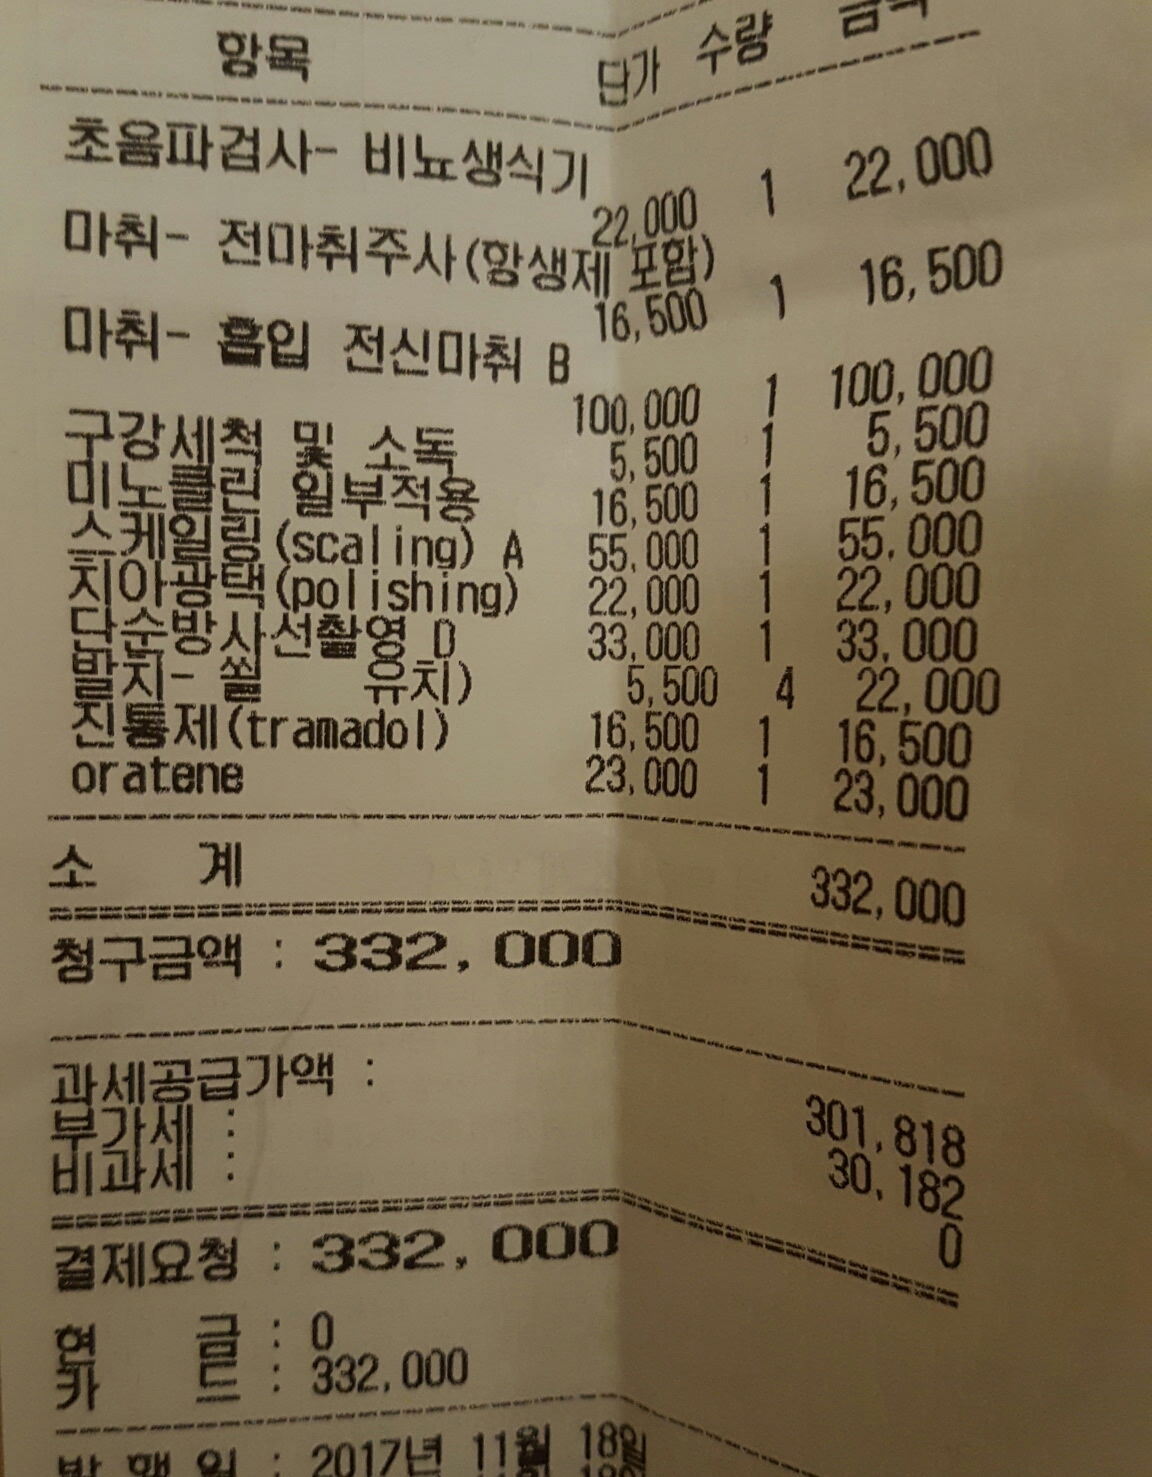 항목 단가 수량 금액
초음파검사- 비뇨생식기
22,000 1 22,000
마취- 전마취주사(항생제 포함)
16,500 1 16,500
마취- 흡입 전신마취 B
100,000 1 100,000
구강세척 및 소독 5,500 1 5,500
미노클린 일부적용 16,500 1 16,500
스케일링(scaling) A 55,000 1 55,000
치아광택(polishing) 22,000 1 22,000
단순방사선촬영 D 33,000 1 33,000
발치- 유치) 5,500 4 22,000
진통제(tramadol) 16,500 1 16,500
oratene 23,000 1 23,000
소 계 332,000
청구금액 : 332,000
과세공급가액 : 301,818
부가세 : 30,182
비과세 : 0
결제요청 : 332,000
현 금 : 0
카 드 : 332,000
발 행 일 : 2017년 11월 18일